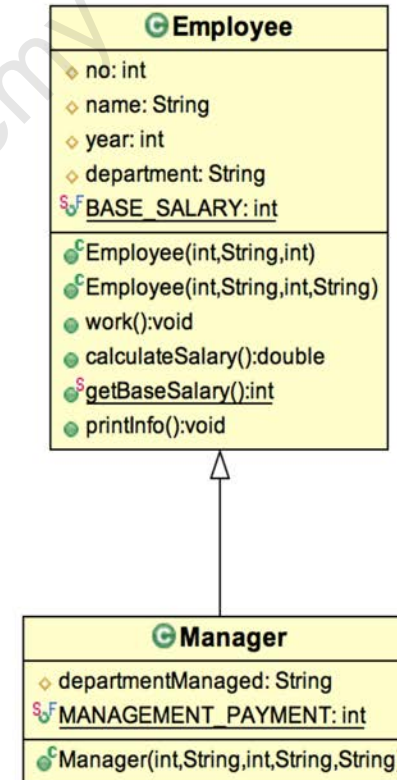 Employee
no: int
name: String
year: int
department: String
BASE_SALARY: int
Employee(int,String,int)
Employee(int,String,int,String)
work():void
calculateSalary():double
getBaseSalary():int
printInfo():void
Manager
departmentManaged: String
MANAGEMENT_PAYMENT: int
Manager(int,String,int,String,String